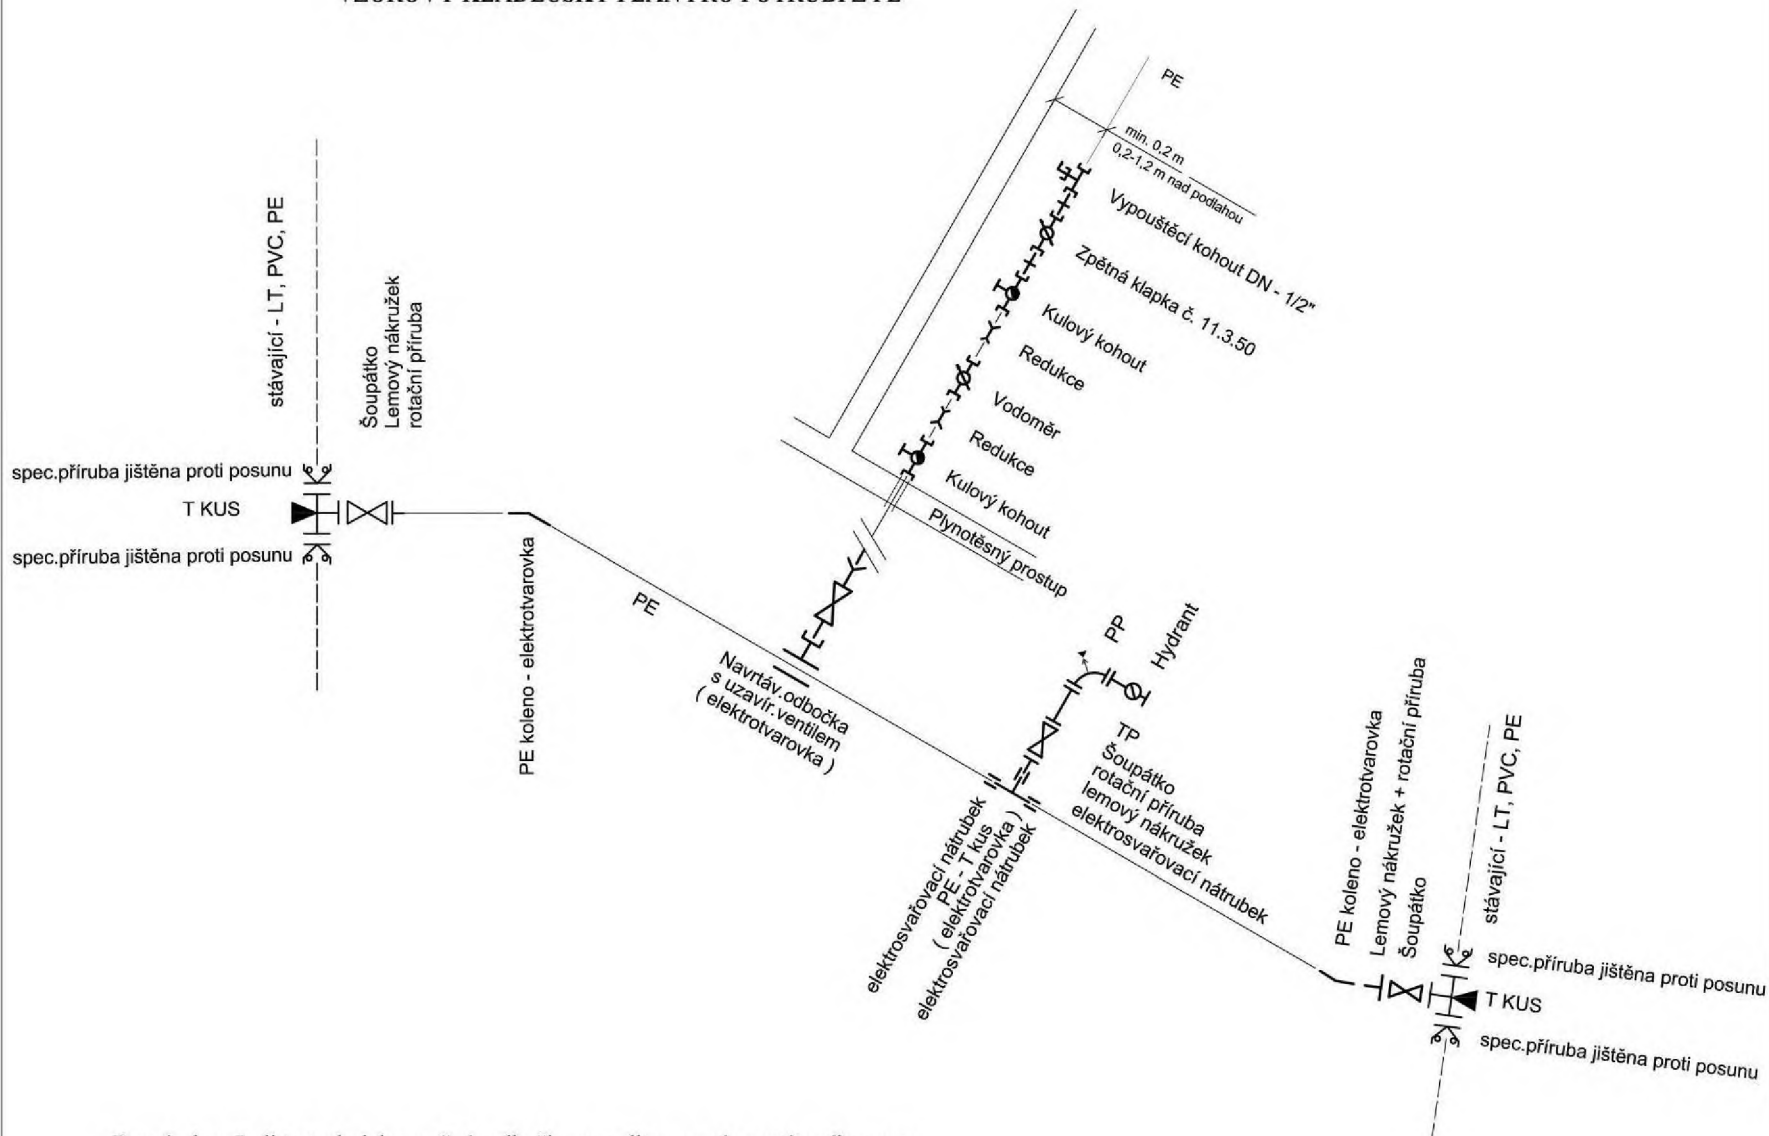 stávající - LT, PVC, PE
Šoupátko
Lemový nákružek
rotační příruba
spec.příruba jištěna proti posunu
T KUS
spec.příruba jištěna proti posunu
PE koleno - elektrotvarovka
PE
PE
min. 0,2 m
0,2-1,2 m nad podlahou
Vypouštěcí kohout DN - 1/2"
Zpětná klapka č. 11.3.50
Kulový kohout
Redukce
Vodoměr
Redukce
Kulový kohout
Plynotěsný prostup
Navrtáv.odbočka
s uzavír.ventilem
( elektrotvarovka )
PP
Hydrant
TP
Šoupátko
rotační příruba
lemový nákružek
elektrosvařovací nátrubek
elektrosvařovací nátrubek
PE - T kus
( elektrotvarovka )
elektrosvařovací nátrubek
PE koleno - elektrotvarovka
Lemový nákružek + rotační příruba
Šoupátko
stávající - LT, PVC, PE
spec.příruba jištěna proti posunu
T KUS
spec.příruba jištěna proti posunu